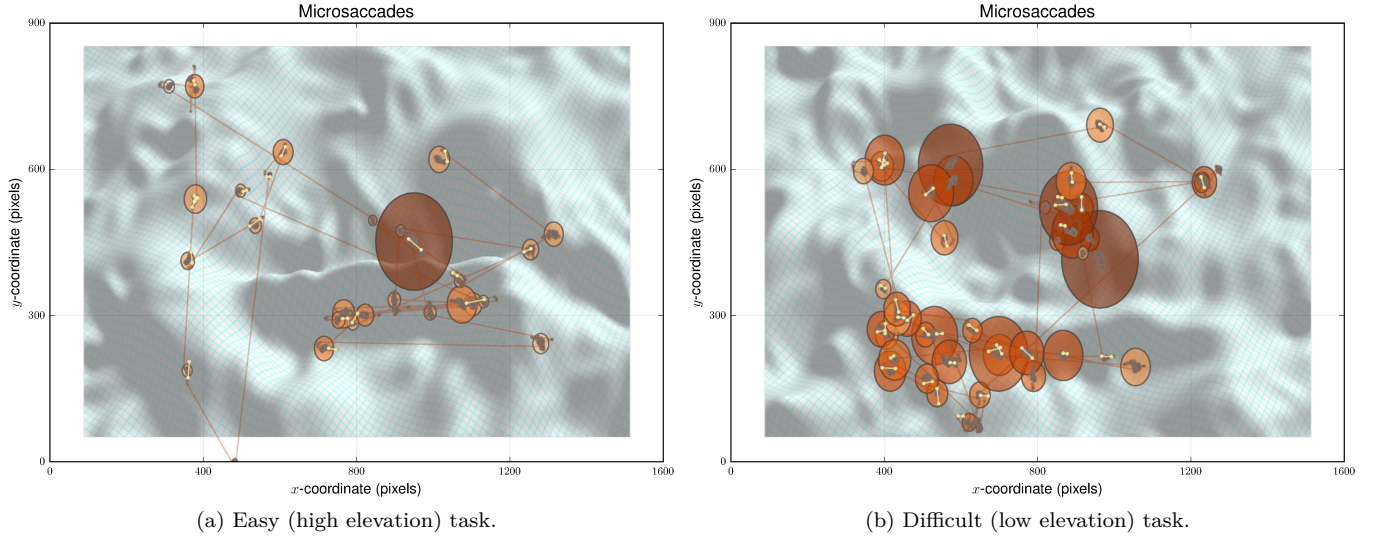 Microsaccades
900
600
300
0
y-coordinate (pixels)
0
400
800
1200
1600
x-coordinate (pixels)
(a) Easy (high elevation) task.
Microsaccades
900
600
300
0
y-coordinate (pixels)
0
400
800
1200
1600
x-coordinate (pixels)
(b) Difficult (low elevation) task.